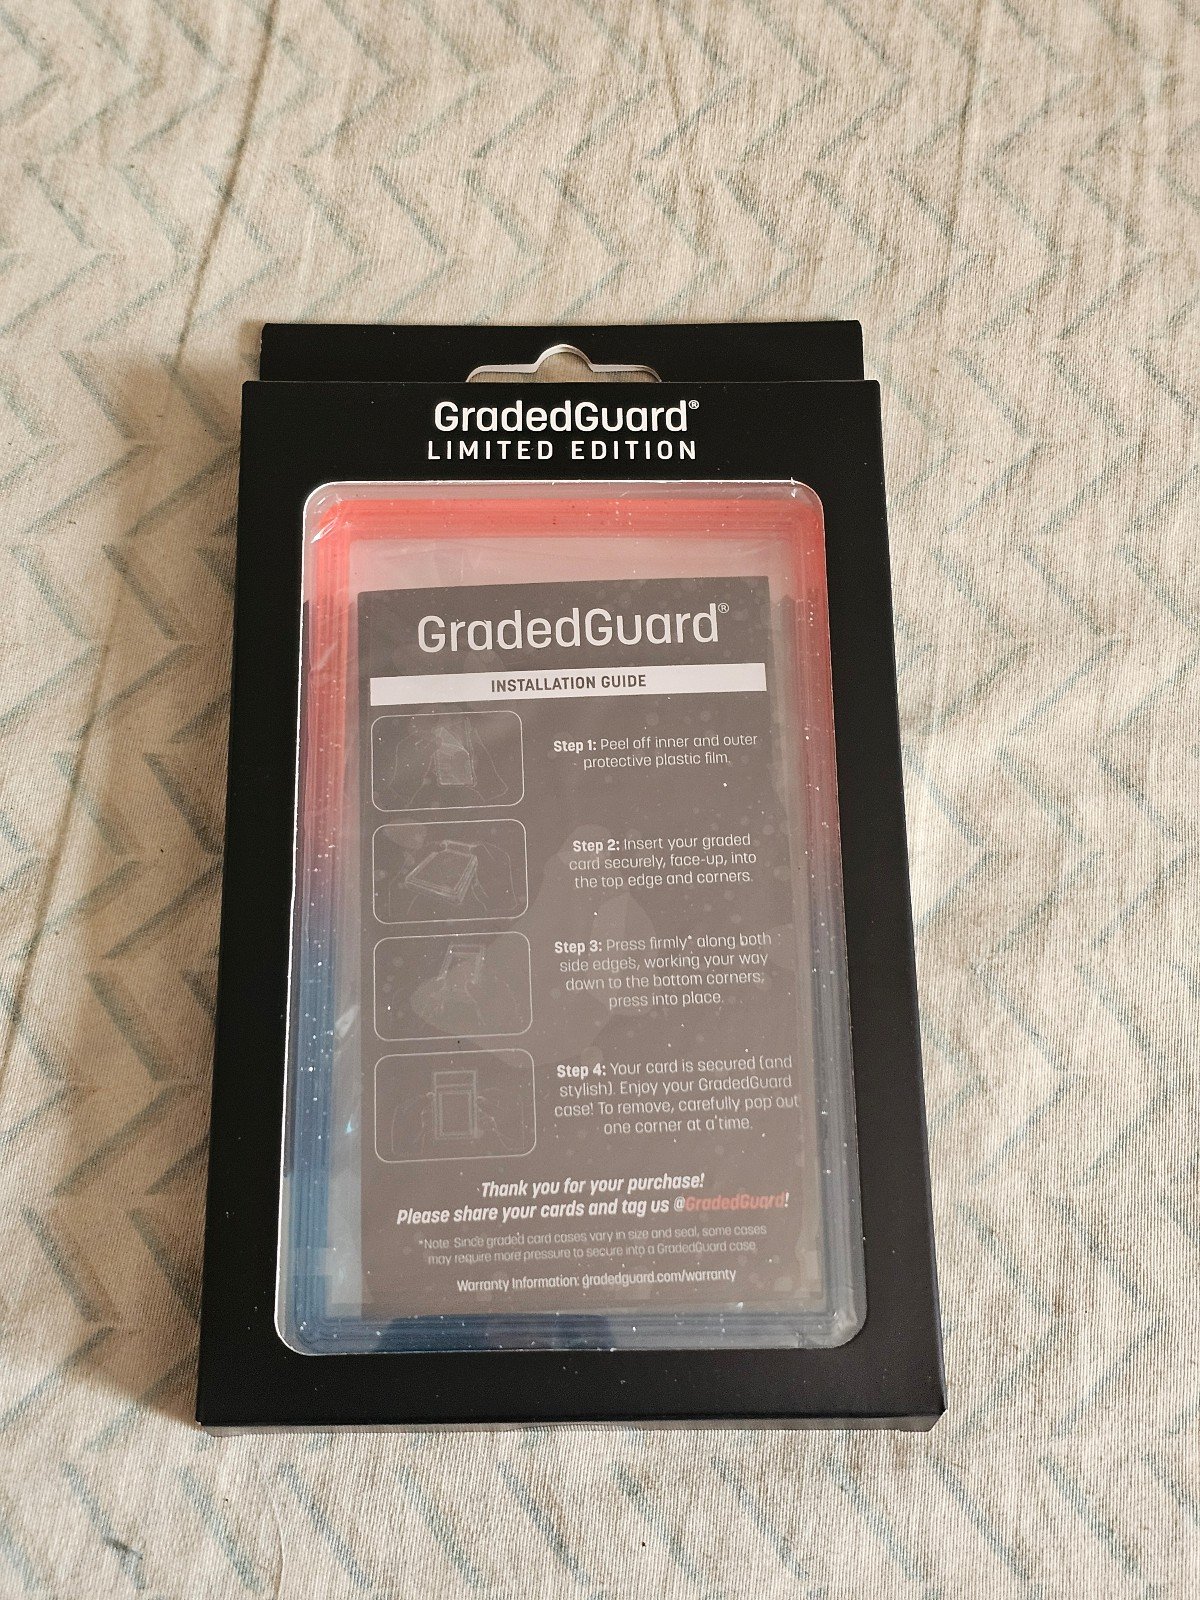 GradedGuard®
LIMITED EDITION
GradedGuard®
INSTALLATION GUIDE
Step 1: Peel off inner and outer
protective plastic film.
Step 2: Insert your graded
card securely, face-up, into
the top edge and corners.
Step 3: Press firmly* along both
side edges, working your way
down to the bottom corners;
press into place.
Step 4: Your card is secured (and
stylish). Enjoy your GradedGuard
case! To remove, carefully pop out
one corner at a time.
Thank you for your purchase!
Please share your cards and tag us @GradedGuard!
*Note: Since graded card cases vary in size and seal, some cases
may require more pressure to secure into a GradedGuard case.
Warranty Information: gradedguard.com/warranty